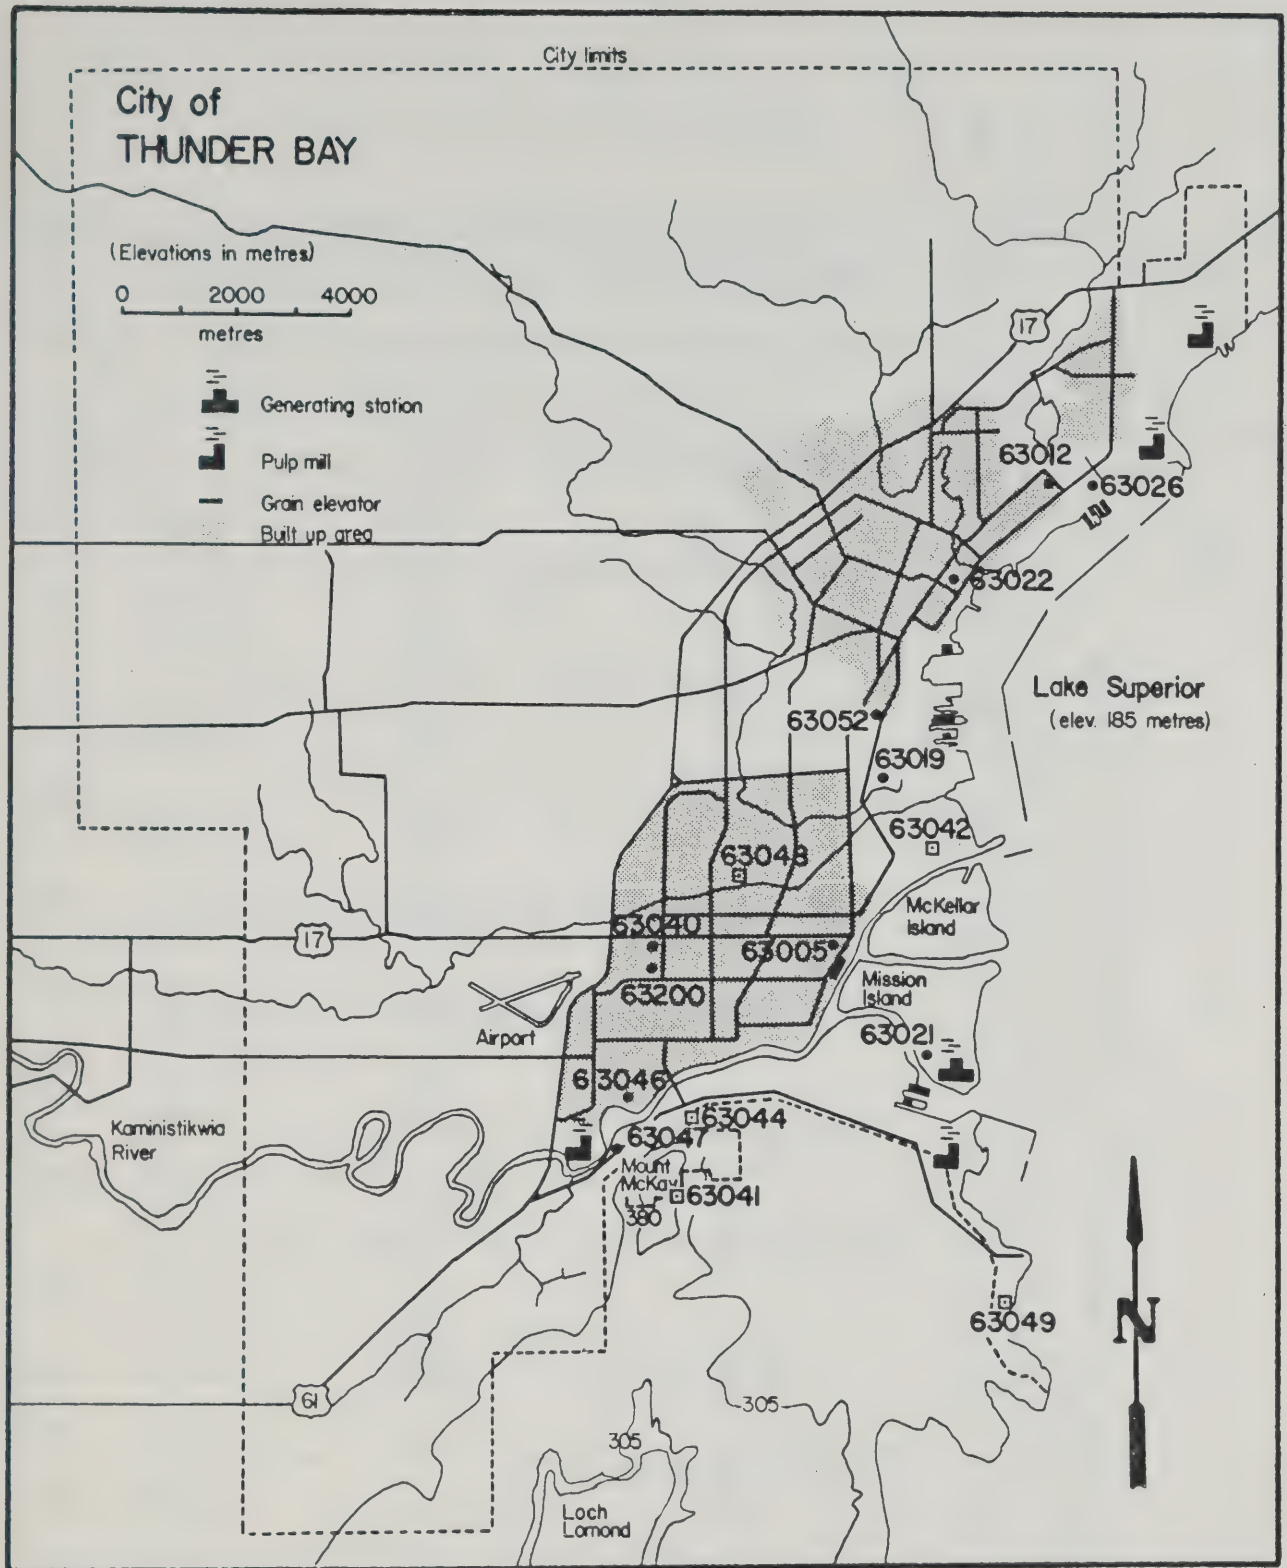 City limits
City of
THUNDER BAY
(Elevations in metres)
0 2000 4000
metres
Generating station
Pulp mill
Grain elevator
Built up area
17
63012
63026
63022
Lake Superior
(elev. 185 metres)
63052
63019
63042
63048
McKellar
Island
63040
17
63005
Mission
Island
63200
Airport
63021
63046
63044
Kaministikwia
River
63047
Mount
McKay
63041
380
N
63049
61
305
305
Loch
Lomond